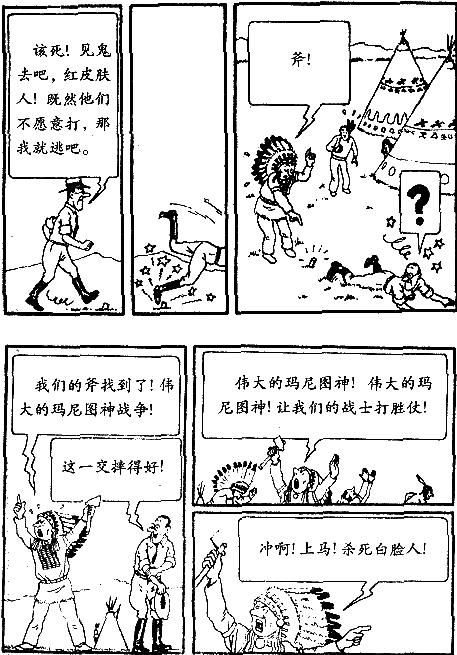 该死！见鬼
去吧，红皮肤
人！既然他们
不愿意打，那
我就逃吧。
斧！
?
我们的斧找到了！伟
大的玛尼图神战争！
这一交摔得好！
伟大的玛尼图神！伟大的玛
尼图神！让我们的战士打胜仗！
冲啊！上马！杀死白脸人！